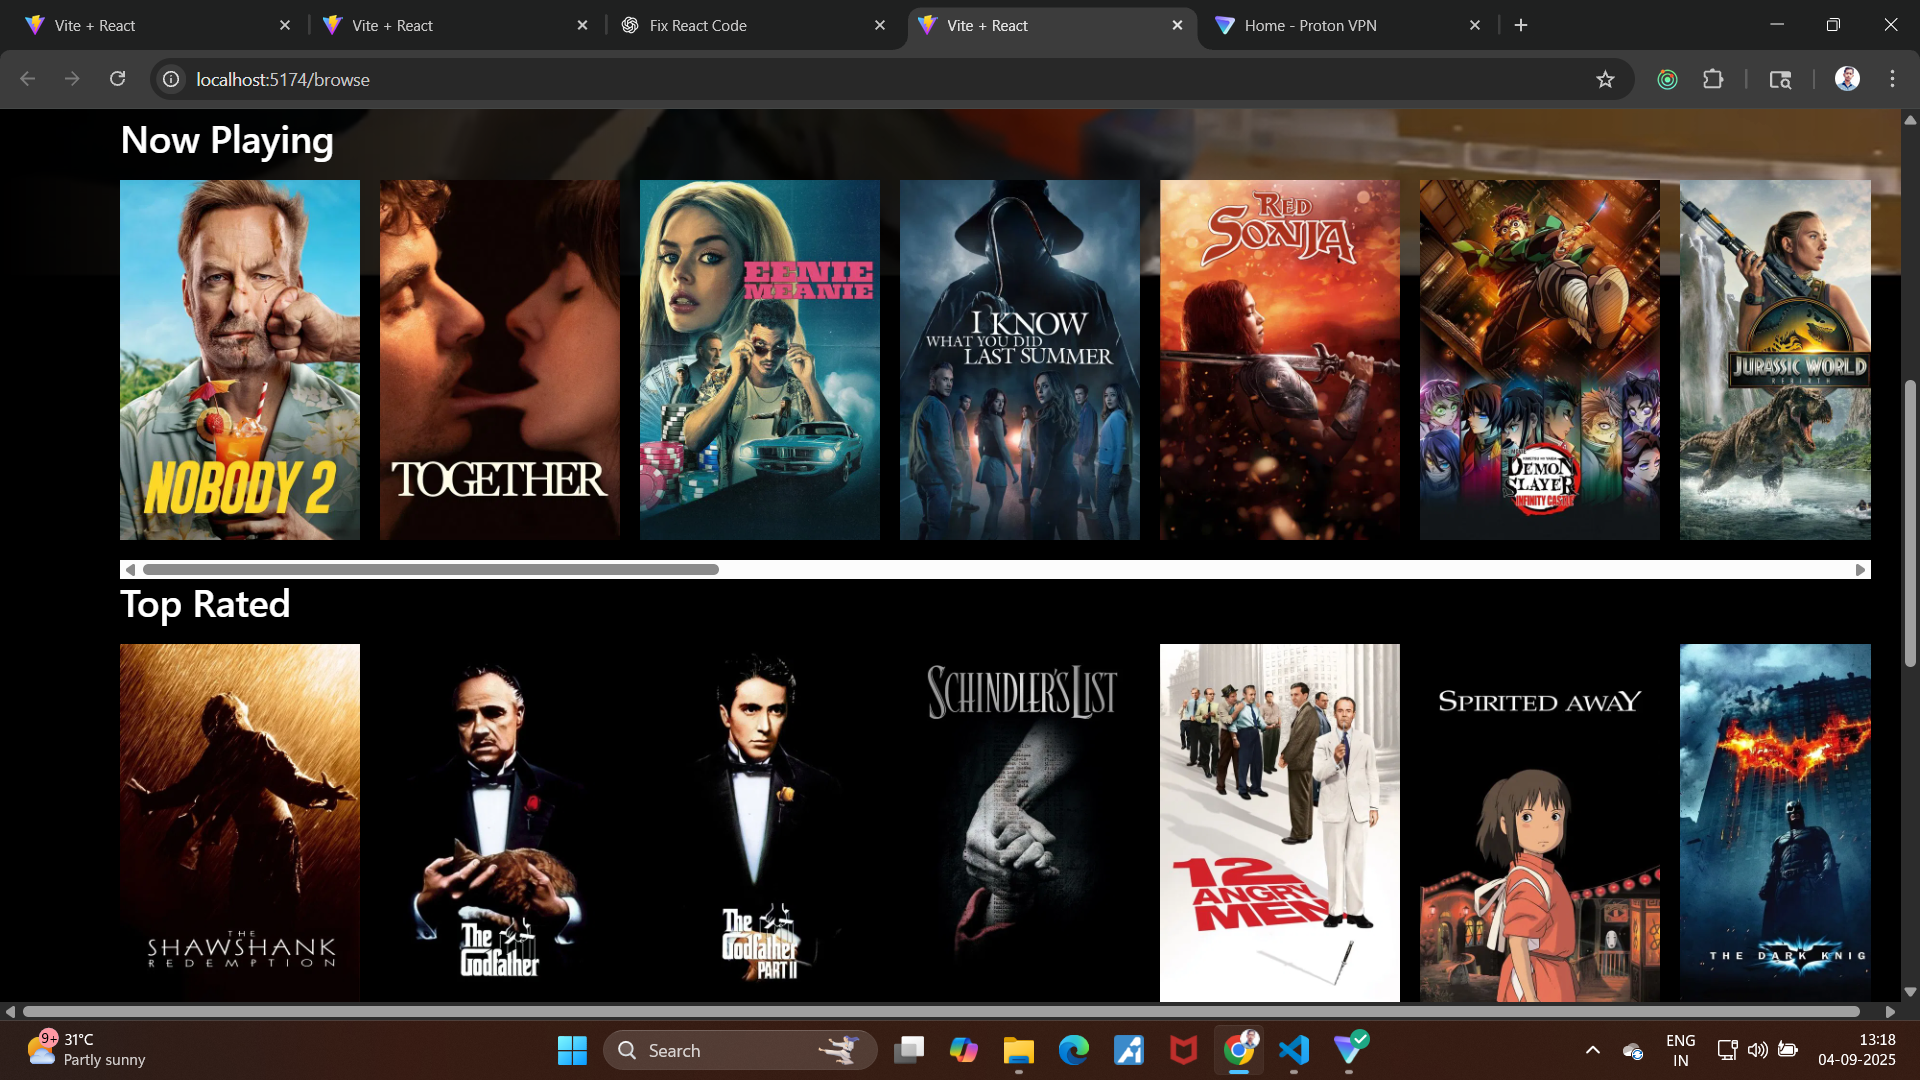 Vite + React
Vite + React
Fix React Code
Vite + React
Home - Proton VPN
localhost:5174/browse
Now Playing
NOBODY 2
TOGETHER
EENIE
MEANIE
I KNOW
WHAT YOU DID
LAST SUMMER
RED
SONJA
DEMON
SLAYER
INFINITY CASTLE
JURASSIC WORLD
REBIRTH
Top Rated
THE
SHAWSHANK
REDEMPTION
The
Godfather
The
Godfather
PART II
SCHINDLER'S LIST
12
ANGRY
MEN
SPIRITED AWAY
THE DARK KNIG
9+
31°C
Partly sunny
Search
ENG
IN
13:18
04-09-2025